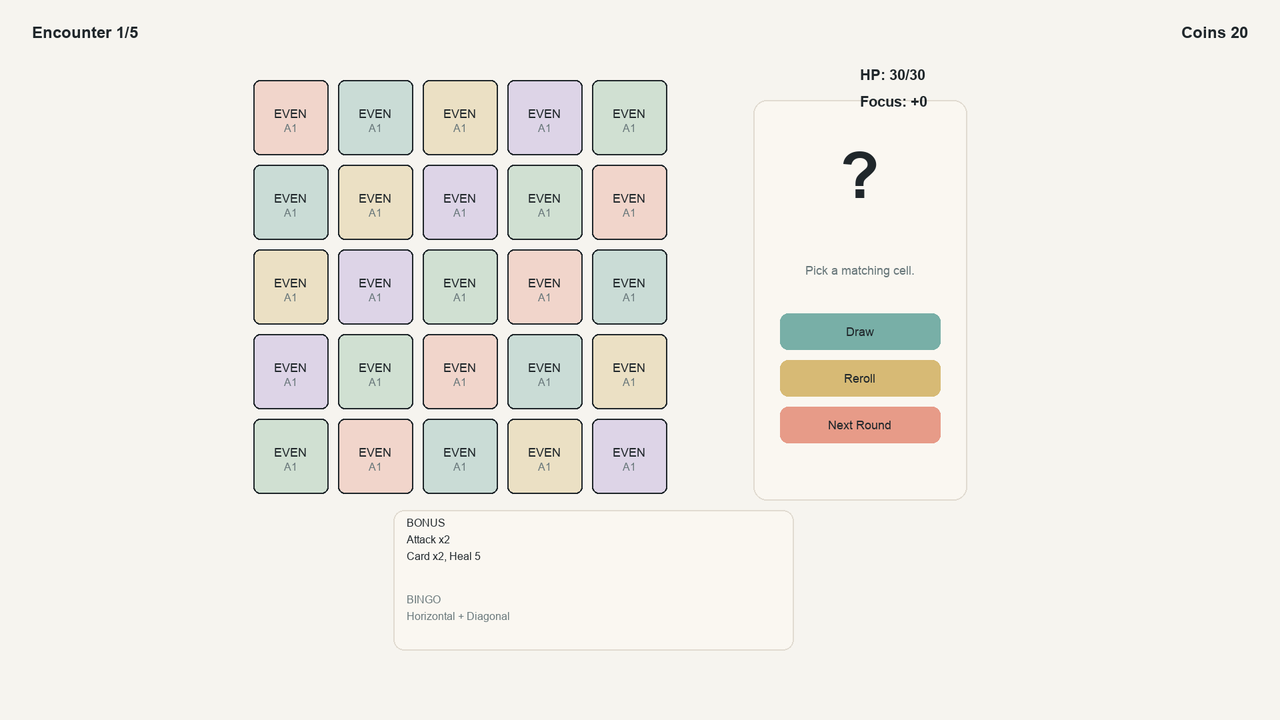 Encounter 1/5
Coins 20
HP: 30/30
Focus: +0
EVEN EVEN EVEN EVEN EVEN
A1 A1 A1 A1 A1
EVEN EVEN EVEN EVEN EVEN
A1 A1 A1 A1 A1
EVEN EVEN EVEN EVEN EVEN
A1 A1 A1 A1 A1
EVEN EVEN EVEN EVEN EVEN
A1 A1 A1 A1 A1
EVEN EVEN EVEN EVEN EVEN
A1 A1 A1 A1 A1
?
Pick a matching cell.
Draw
Reroll
Next Round
BONUS
Attack x2
Card x2, Heal 5
BINGO
Horizontal + Diagonal